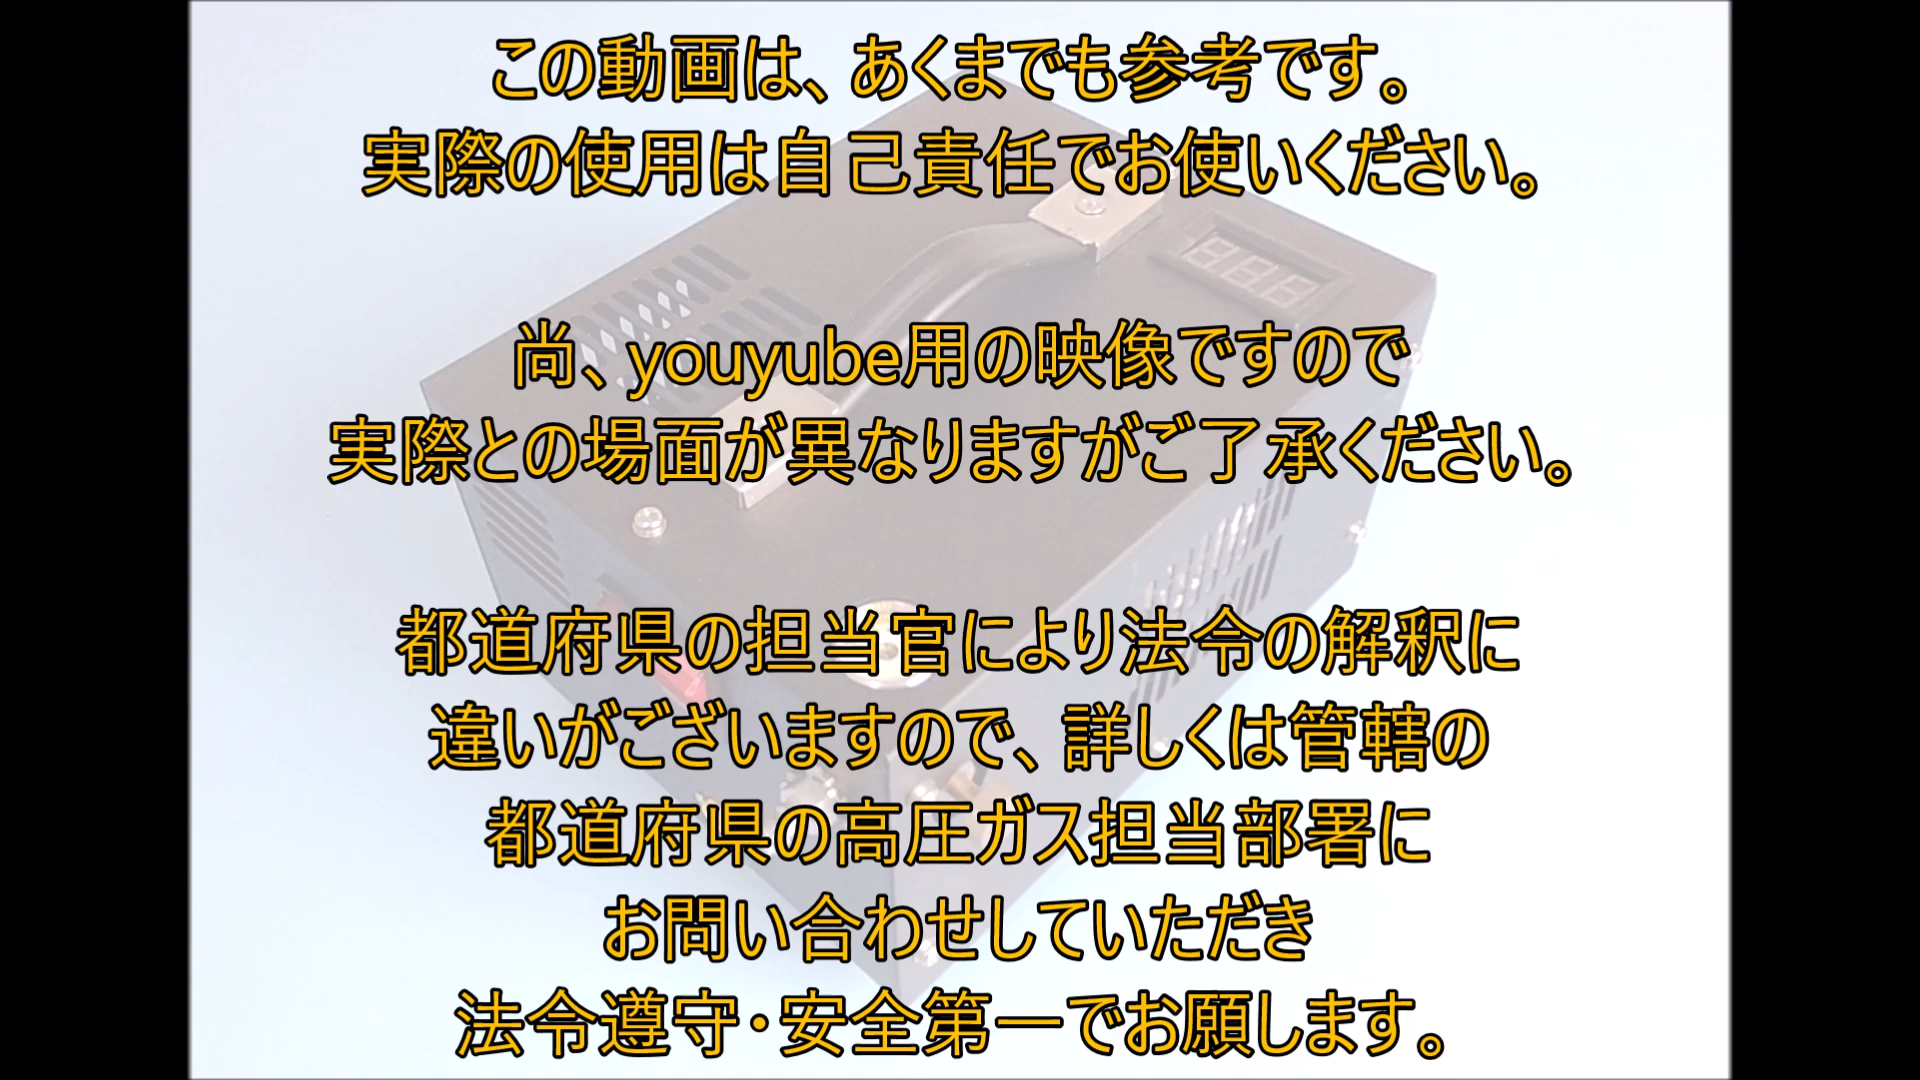 この動画は、あくまでも参考です。
実際の使用は自己責任でお使いください。
尚、youyube用の映像ですので
実際との場面が異なりますがご了承ください。
都道府県の担当官により法令の解釈に
違いがございますので、詳しくは管轄の
都道府県の高圧ガス担当部署に
お問い合わせしていただき
法令遵守・安全第一でお願します。